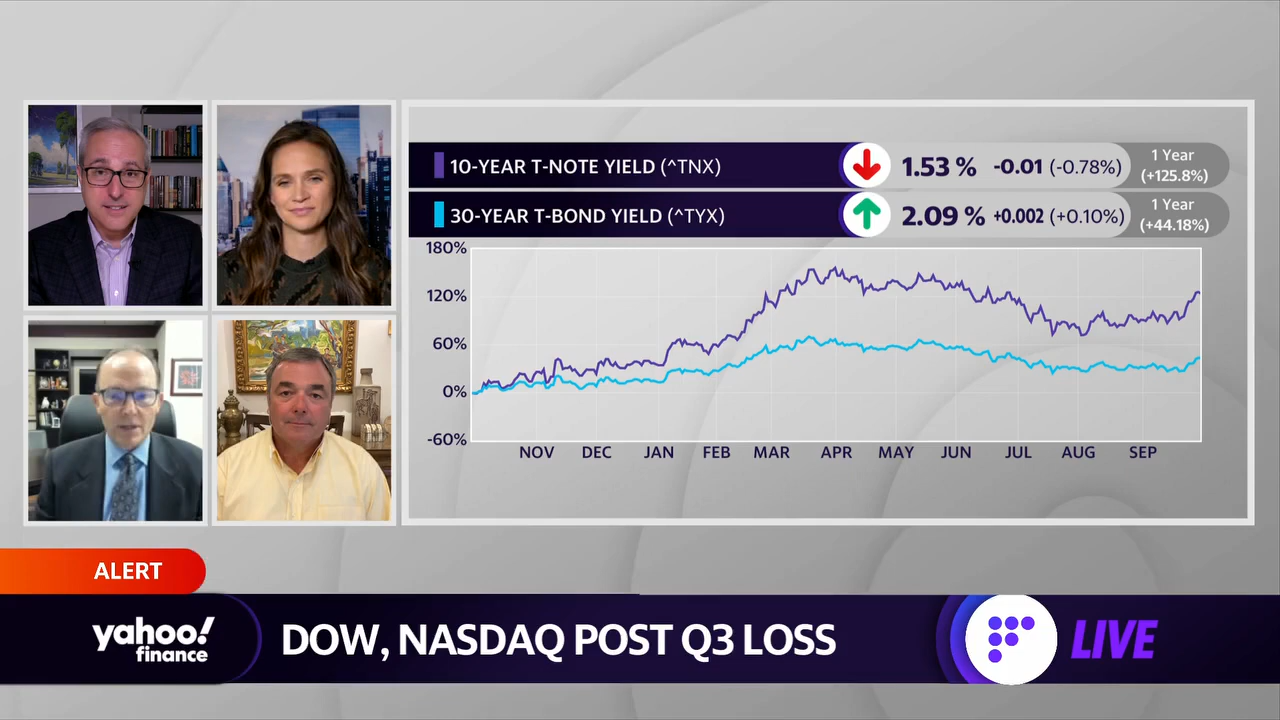 10-YEAR T-NOTE YIELD (^TNX) 1.53 % -0.01 (-0.78%) 1 Year (+125.8%)
30-YEAR T-BOND YIELD (^TYX) 2.09 % +0.002 (+0.10%) 1 Year (+44.18%)
180%
120%
60%
0%
-60%
NOV DEC JAN FEB MAR APR MAY JUN JUL AUG SEP
ALERT
yahoo!
finance
DOW, NASDAQ POST Q3 LOSS
LIVE